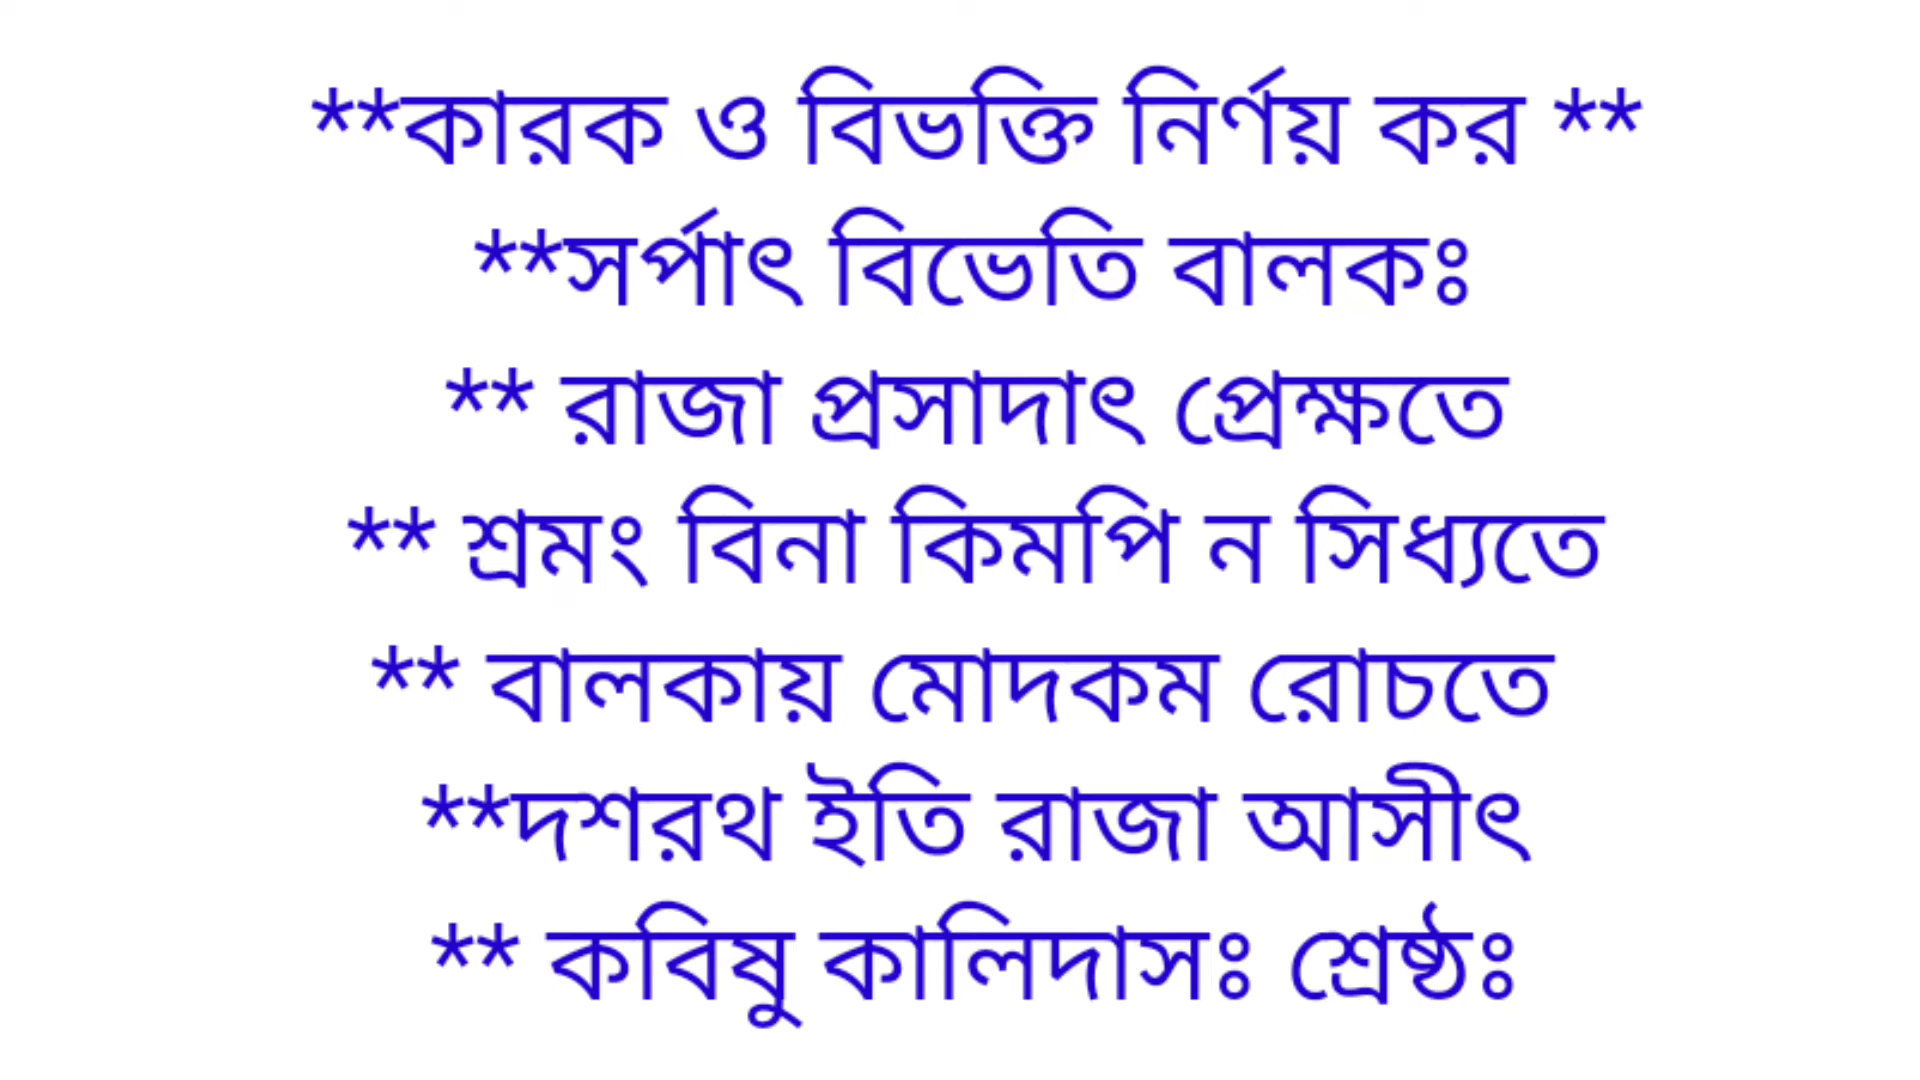 **কারক ও বিভক্তি নির্ণয় কর **
**সর্পাৎ বিভেতি বালকঃ
** রাজা প্রসাদাৎ প্রেক্ষতে
** শ্রমং বিনা কিমপি ন সিধ্যতে
** বালকায় মোদকম রোচতে
**দশরথ ইতি রাজা আসীৎ
** কবিষু কালিদাসঃ শ্রেষ্ঠঃ